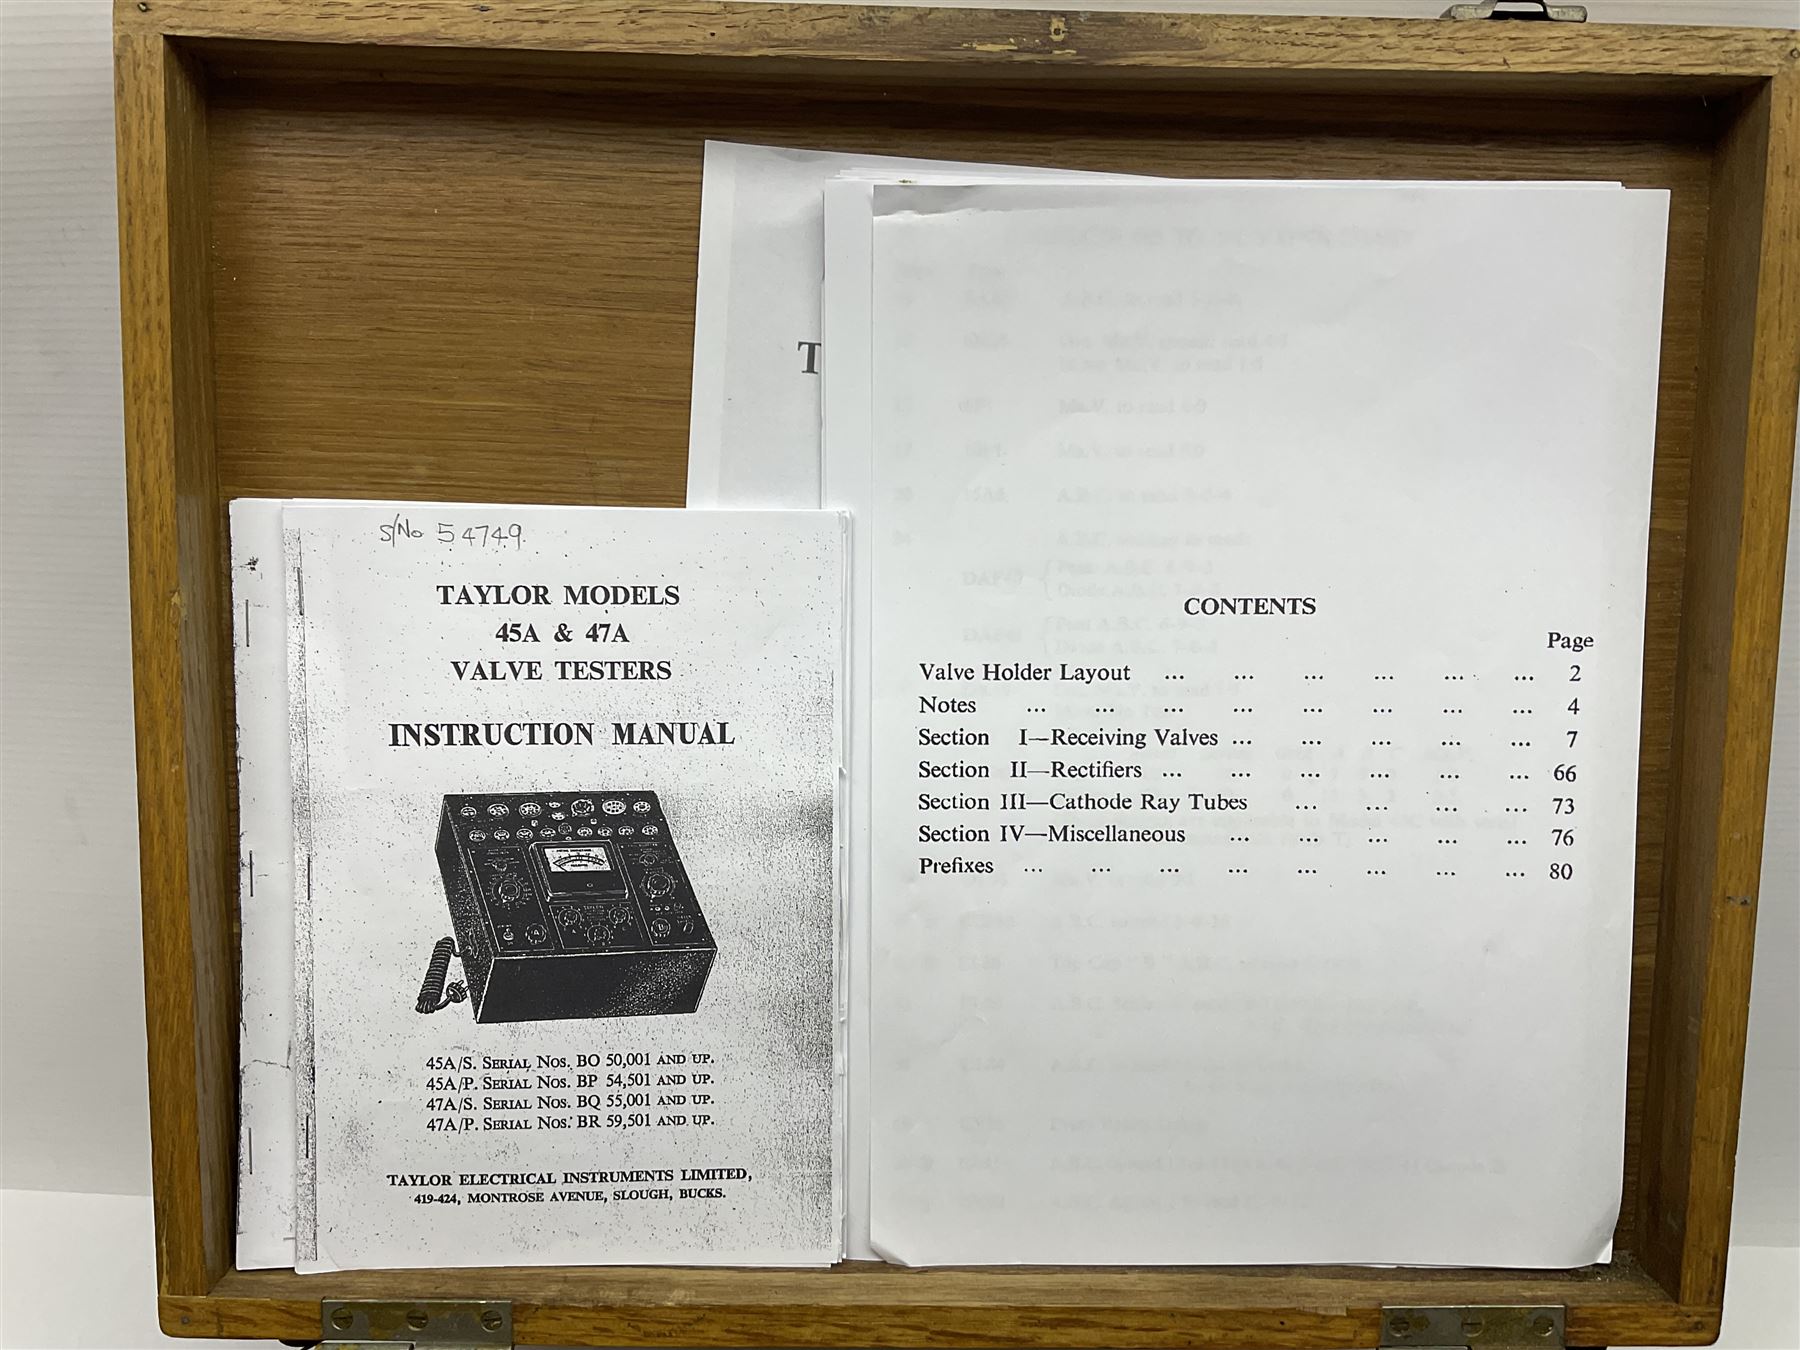 S/No 54749.
TAYLOR MODELS
45A & 47A
VALVE TESTERS
INSTRUCTION MANUAL
45A/S. SERIAL NOS. BO 50,001 AND UP.
45A/P. SERIAL NOS. BP 54,501 AND UP.
47A/S. SERIAL NOS. BQ 55,001 AND UP.
47A/P. SERIAL NOS. BR 59,501 AND UP.
TAYLOR ELECTRICAL INSTRUMENTS LIMITED,
419-424, MONTROSE AVENUE, SLOUGH, BUCKS.
T
CONTENTS
Page
Valve Holder Layout ... ... ... ... ... ... 2
Notes ... ... ... ... ... ... ... ... 4
Section I—Receiving Valves ... ... ... ... ... 7
Section II—Rectifiers ... ... ... ... ... ... 66
Section III—Cathode Ray Tubes ... ... ... ... 73
Section IV—Miscellaneous ... ... ... ... ... 76
Prefixes ... ... ... ... ... ... ... ... 80